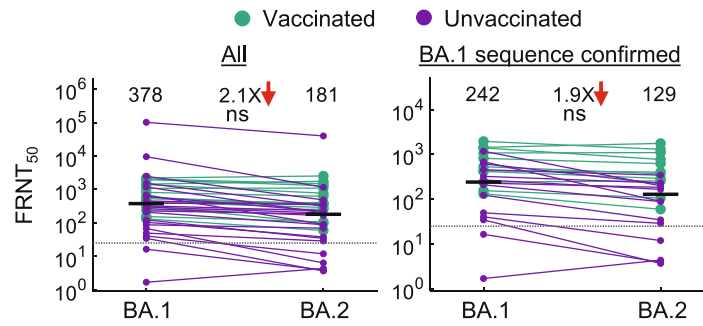 Vaccinated Unvaccinated
All BA.1 sequence confirmed
378 2.1X 181
ns
242 1.9X 129
ns
FRNT50
10^6
10^5
10^4
10^3
10^2
10^1
10^0
BA.1 BA.2
10^4
10^3
10^2
10^1
10^0
BA.1 BA.2